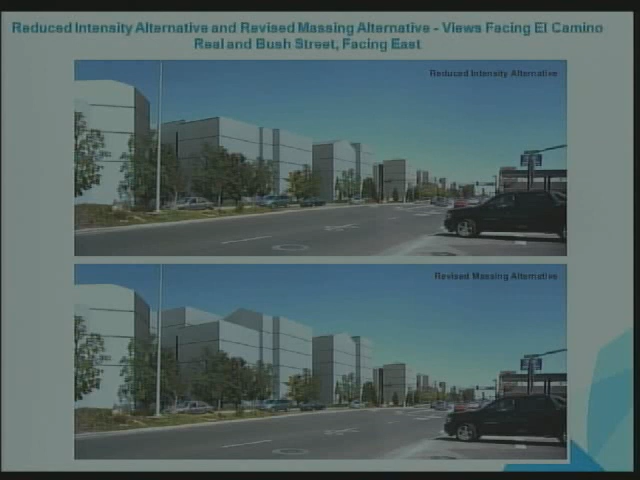 Reduced Intensity Alternative and Revised Massing Alternative - Views Facing El Camino
Real and Bush Street, Facing East
Reduced Intensity Alternative
Revised Massing Alternative